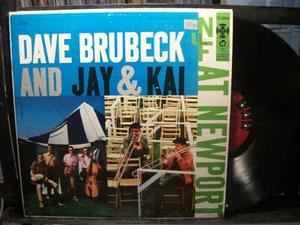 DAVE BRUBECK
AND JAY & KAI
AT NEWPORT